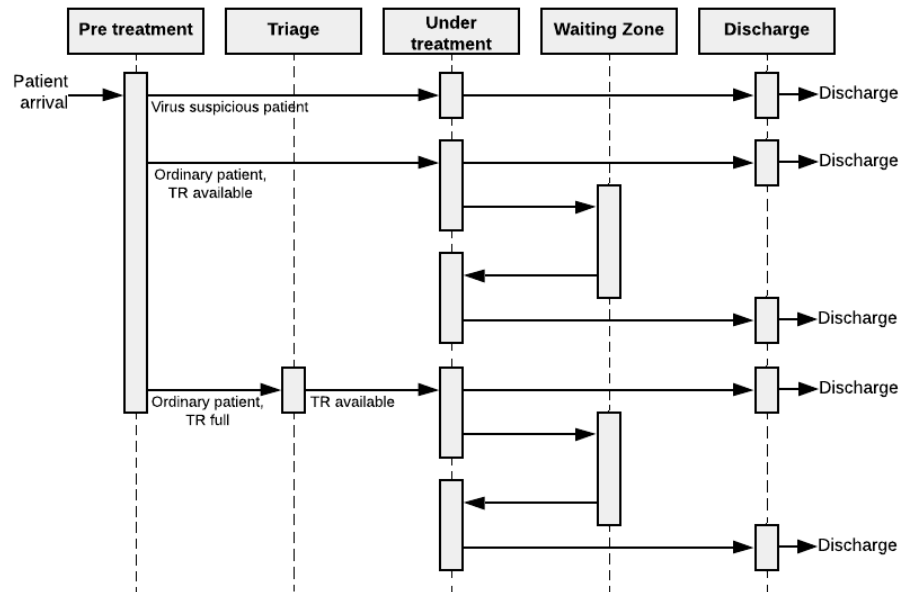 Pre treatment
Triage
Under
treatment
Waiting Zone
Discharge
Patient
arrival
Virus suspicious patient
Discharge
Ordinary patient,
TR available
Discharge
Discharge
Ordinary patient,
TR full
TR available
Discharge
Discharge